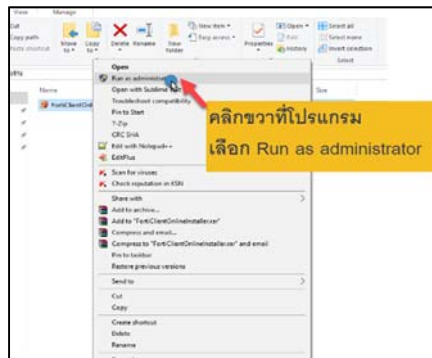 View Manage
Cut
Copy path
Paste shortcut
Move to
Copy to
Delete
Rename
New folder
New item
Easy access
Properties
Open
Edit
History
Select all
Select none
Invert selection
Select
Name
Size
FortiClientOnl
Open
Run as administrator
Open with Sublime
Troubleshoot compatibility
Pin to Start
7-Zip
CRC SHA
Edit with Notepad++
EditPlus
Scan for viruses
Check reputation in KSN
Share with
Add to archive...
Add to "FortiClientOnlineInstaller.rar"
Compress and email...
Compress to "FortiClientOnlineInstaller.rar" and email
Pin to taskbar
Restore previous versions
Send to
Cut
Copy
Create shortcut
Delete
Rename
คลิกขวาที่โปรแกรม
เลือก Run as administrator